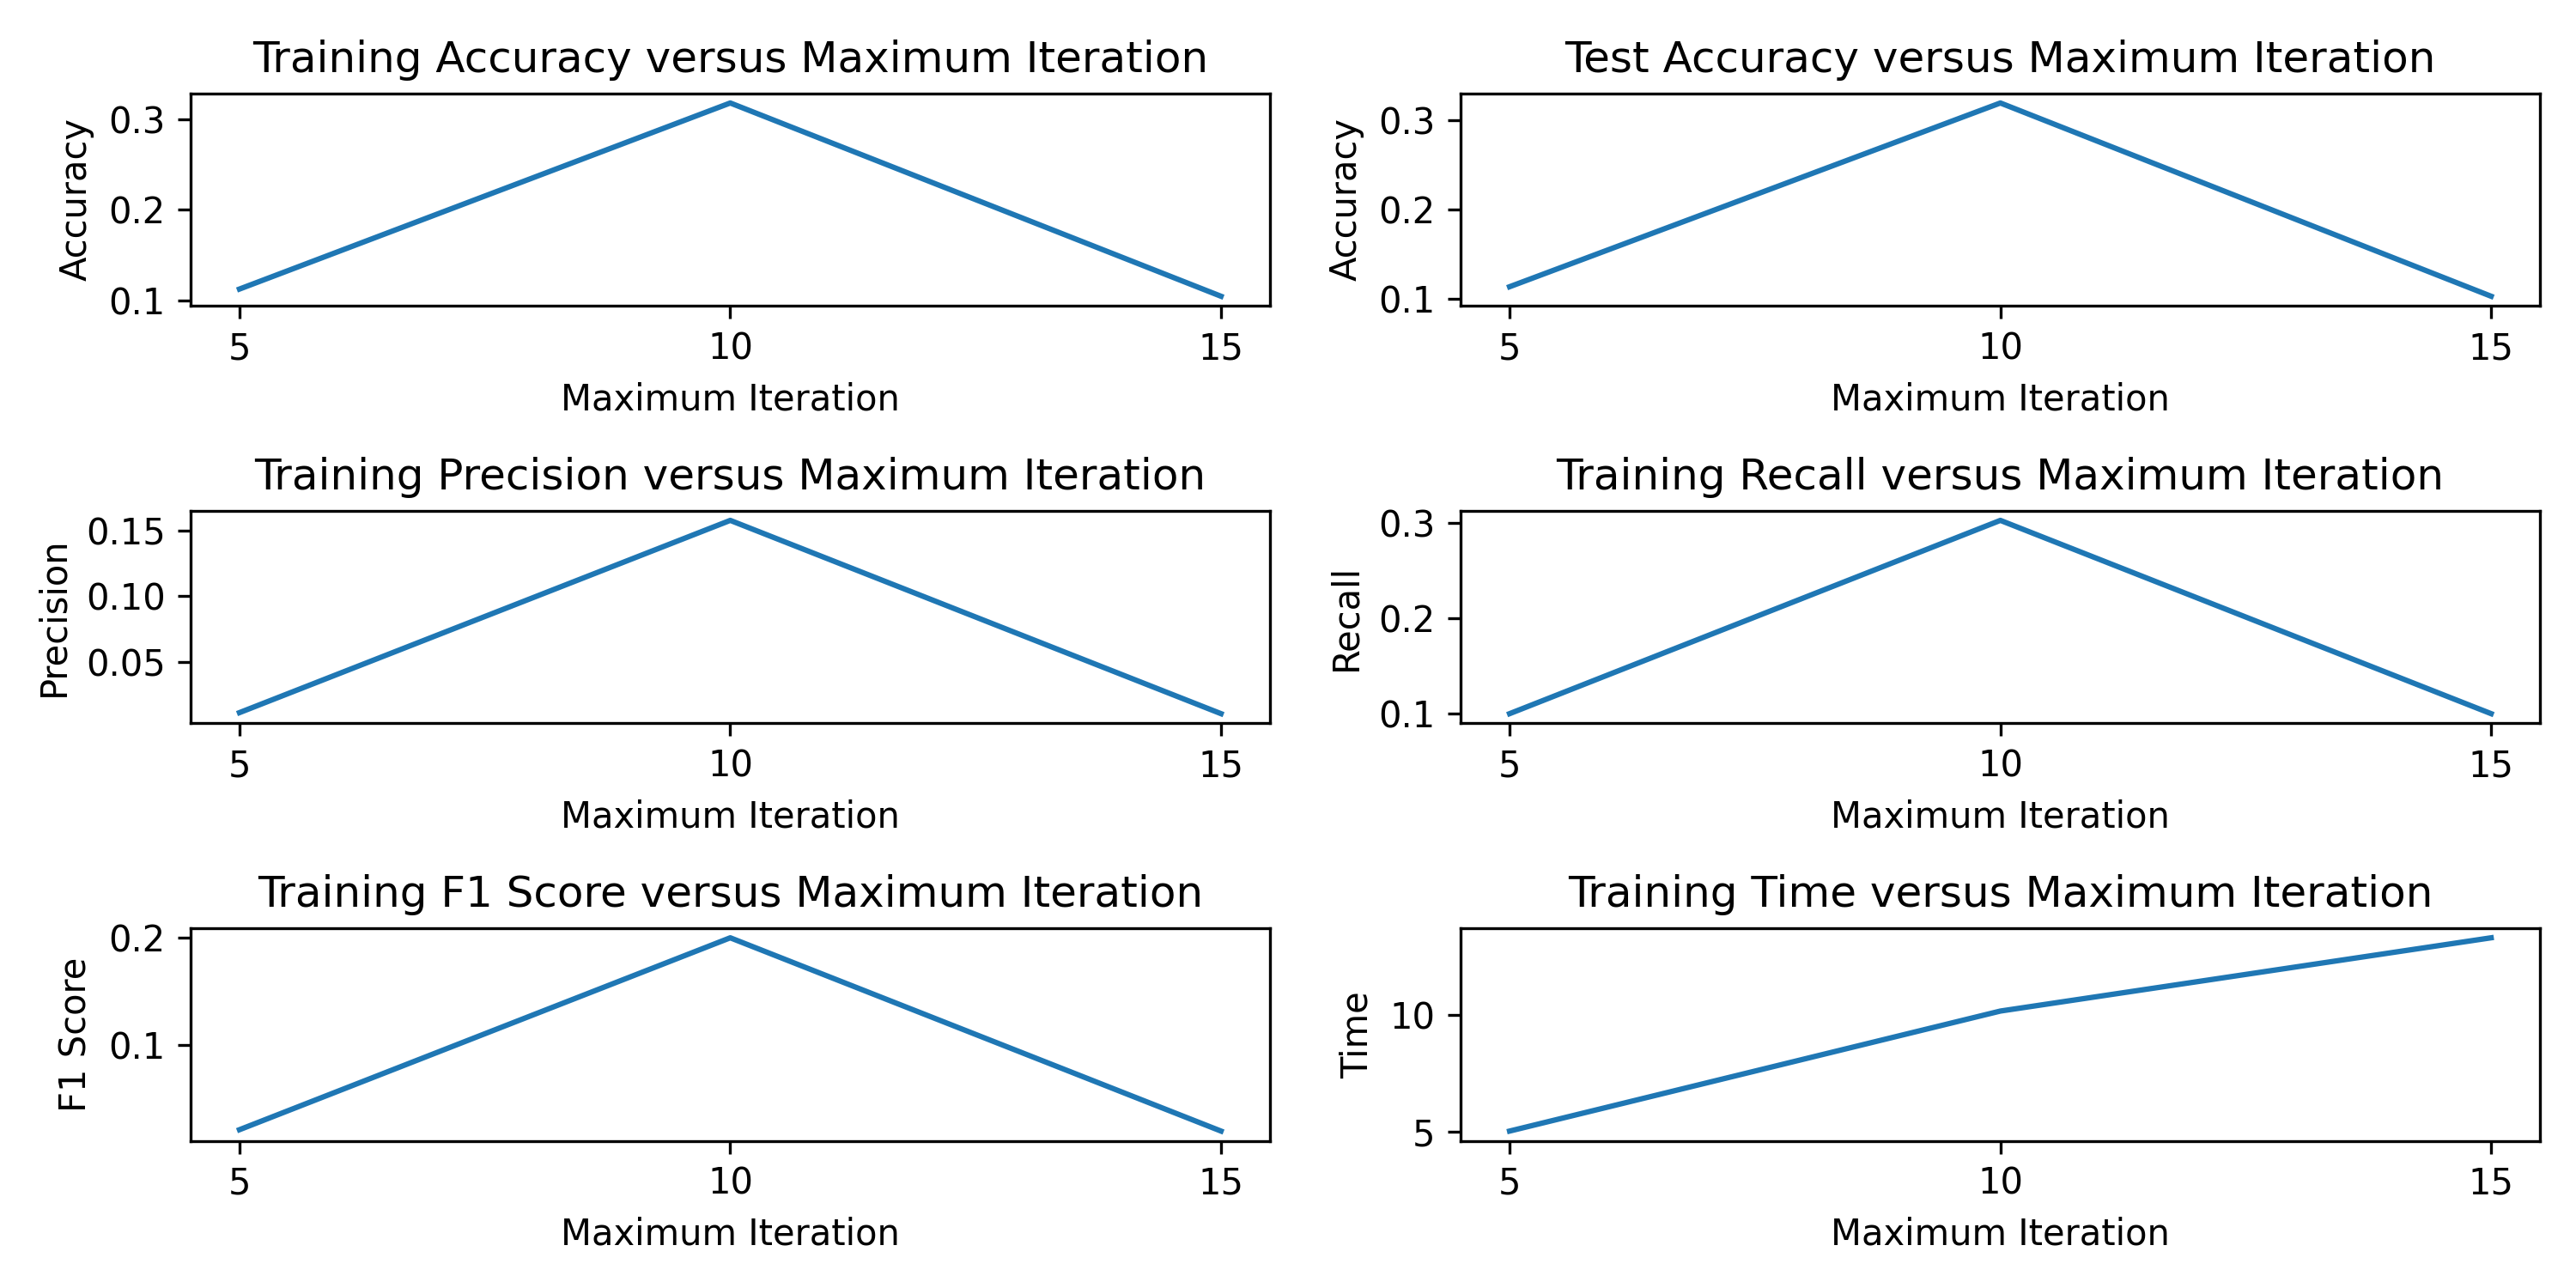 Training Accuracy versus Maximum Iteration
Accuracy
0.3
0.2
0.1
5 10 15
Maximum Iteration
Test Accuracy versus Maximum Iteration
Accuracy
0.3
0.2
0.1
5 10 15
Maximum Iteration
Training Precision versus Maximum Iteration
Precision
0.15
0.10
0.05
5 10 15
Maximum Iteration
Training Recall versus Maximum Iteration
Recall
0.3
0.2
0.1
5 10 15
Maximum Iteration
Training F1 Score versus Maximum Iteration
F1 Score
0.2
0.1
5 10 15
Maximum Iteration
Training Time versus Maximum Iteration
Time
10
5
5 10 15
Maximum Iteration